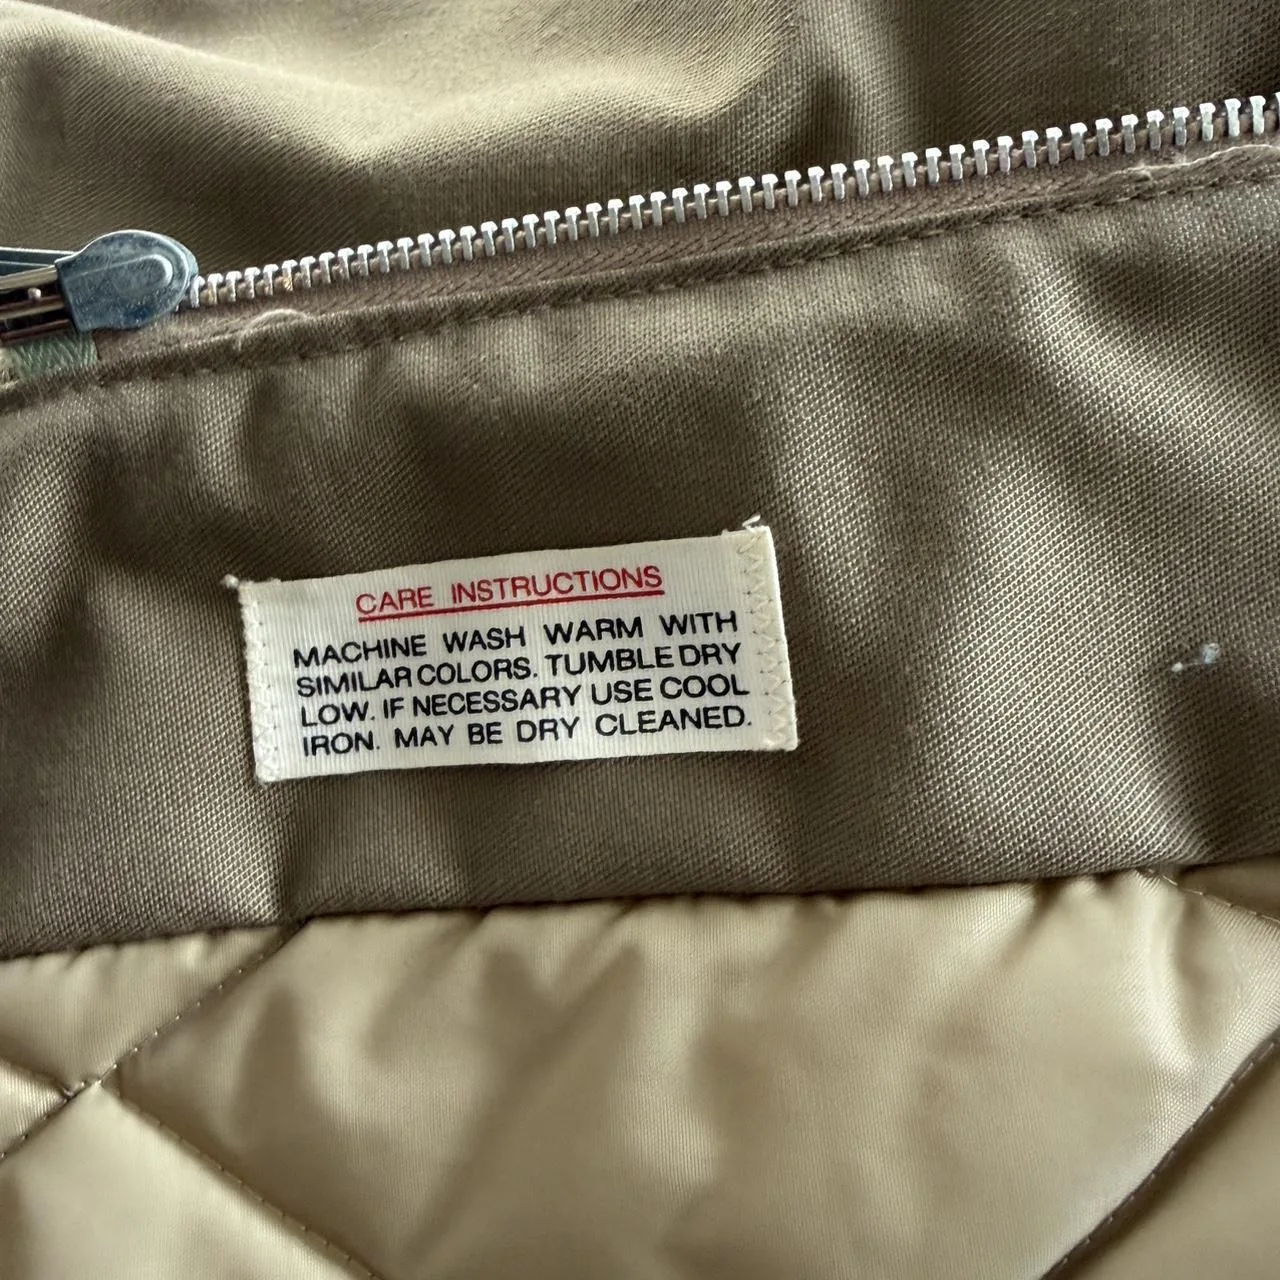 CARE INSTRUCTIONS
MACHINE WASH WARM WITH
SIMILAR COLORS. TUMBLE DRY
LOW. IF NECESSARY USE COOL
IRON. MAY BE DRY CLEANED.